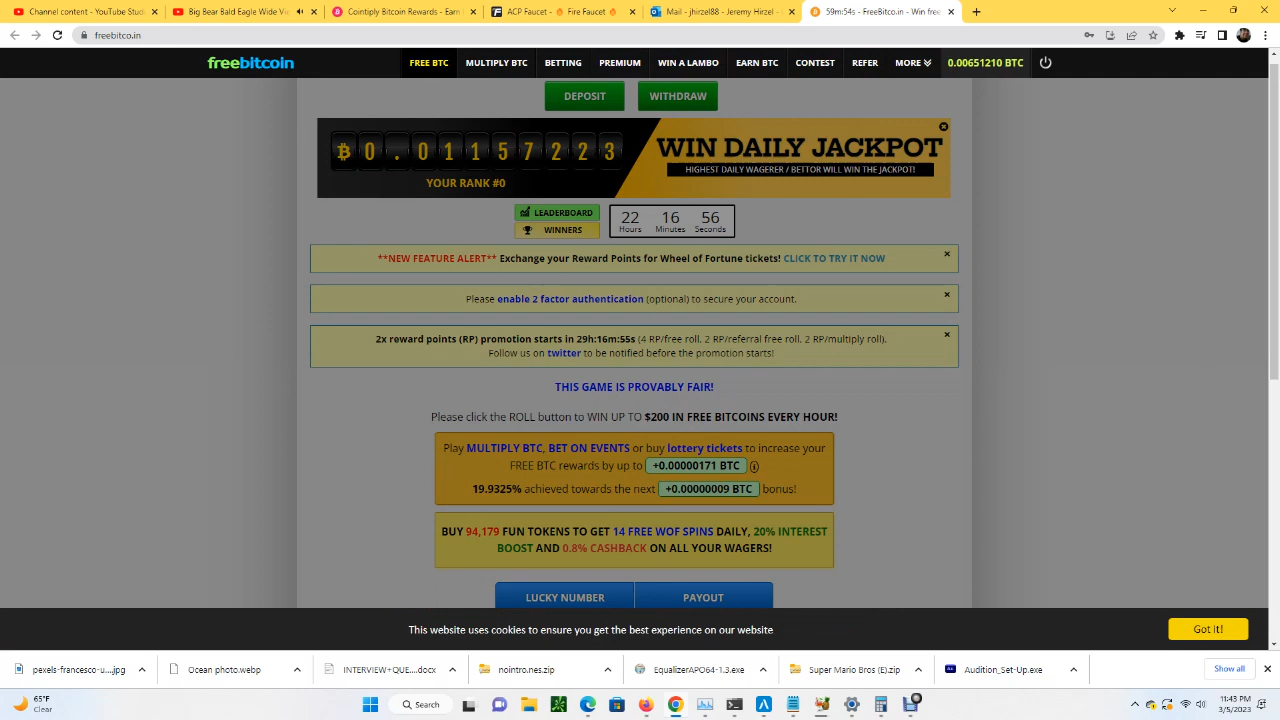 Content - YouTube Studi
Big Bear Bald Eagle Wide Vi
Cointiply Bitcoin Rewards - Earn
ACP Faucet - 🔥 Fire Faucet 🔥
Mail - jhirzel88 - Jeremy Hirzel -
59m:54s - FreeBitco.in - Win free
freebitco.in
freebitcoin
FREE BTC
MULTIPLY BTC
BETTING
PREMIUM
WIN A LAMBO
EARN BTC
CONTEST
REFER
MORE
0.00651210 BTC
DEPOSIT
WITHDRAW
₿0.01157223
YOUR RANK #0
WIN DAILY JACKPOT
HIGHEST DAILY WAGERER / BETTOR WILL WIN THE JACKPOT!
LEADERBOARD
WINNERS
22 16 56
Hours Minutes Seconds
**NEW FEATURE ALERT** Exchange your Reward Points for Wheel of Fortune tickets! CLICK TO TRY IT NOW
Please enable 2 factor authentication (optional) to secure your account.
2x reward points (RP) promotion starts in 29h:16m:55s (4 RP/free roll, 2 RP/referral free roll, 2 RP/multiply roll).
Follow us on twitter to be notified before the promotion starts!
THIS GAME IS PROVABLY FAIR!
Please click the ROLL button to WIN UP TO $200 IN FREE BITCOINS EVERY HOUR!
Play MULTIPLY BTC, BET ON EVENTS or buy lottery tickets to increase your
FREE BTC rewards by up to +0.00000171 BTC
19.9325% achieved towards the next +0.00000009 BTC bonus!
BUY 94,179 FUN TOKENS TO GET 14 FREE WOF SPINS DAILY, 20% INTEREST
BOOST AND 0.8% CASHBACK ON ALL YOUR WAGERS!
LUCKY NUMBER
PAYOUT
This website uses cookies to ensure you get the best experience on our website
Got it!
pexels-francesco-u....jpg
Ocean photo.webp
INTERVIEW+QUE....docx
nointro.nes.zip
EqualizerAPO64-1.3.exe
Super Mario Bros (E).zip
Audition_Set-Up.exe
Show all
65°F
Clear
Search
11:43 PM
3/5/2023